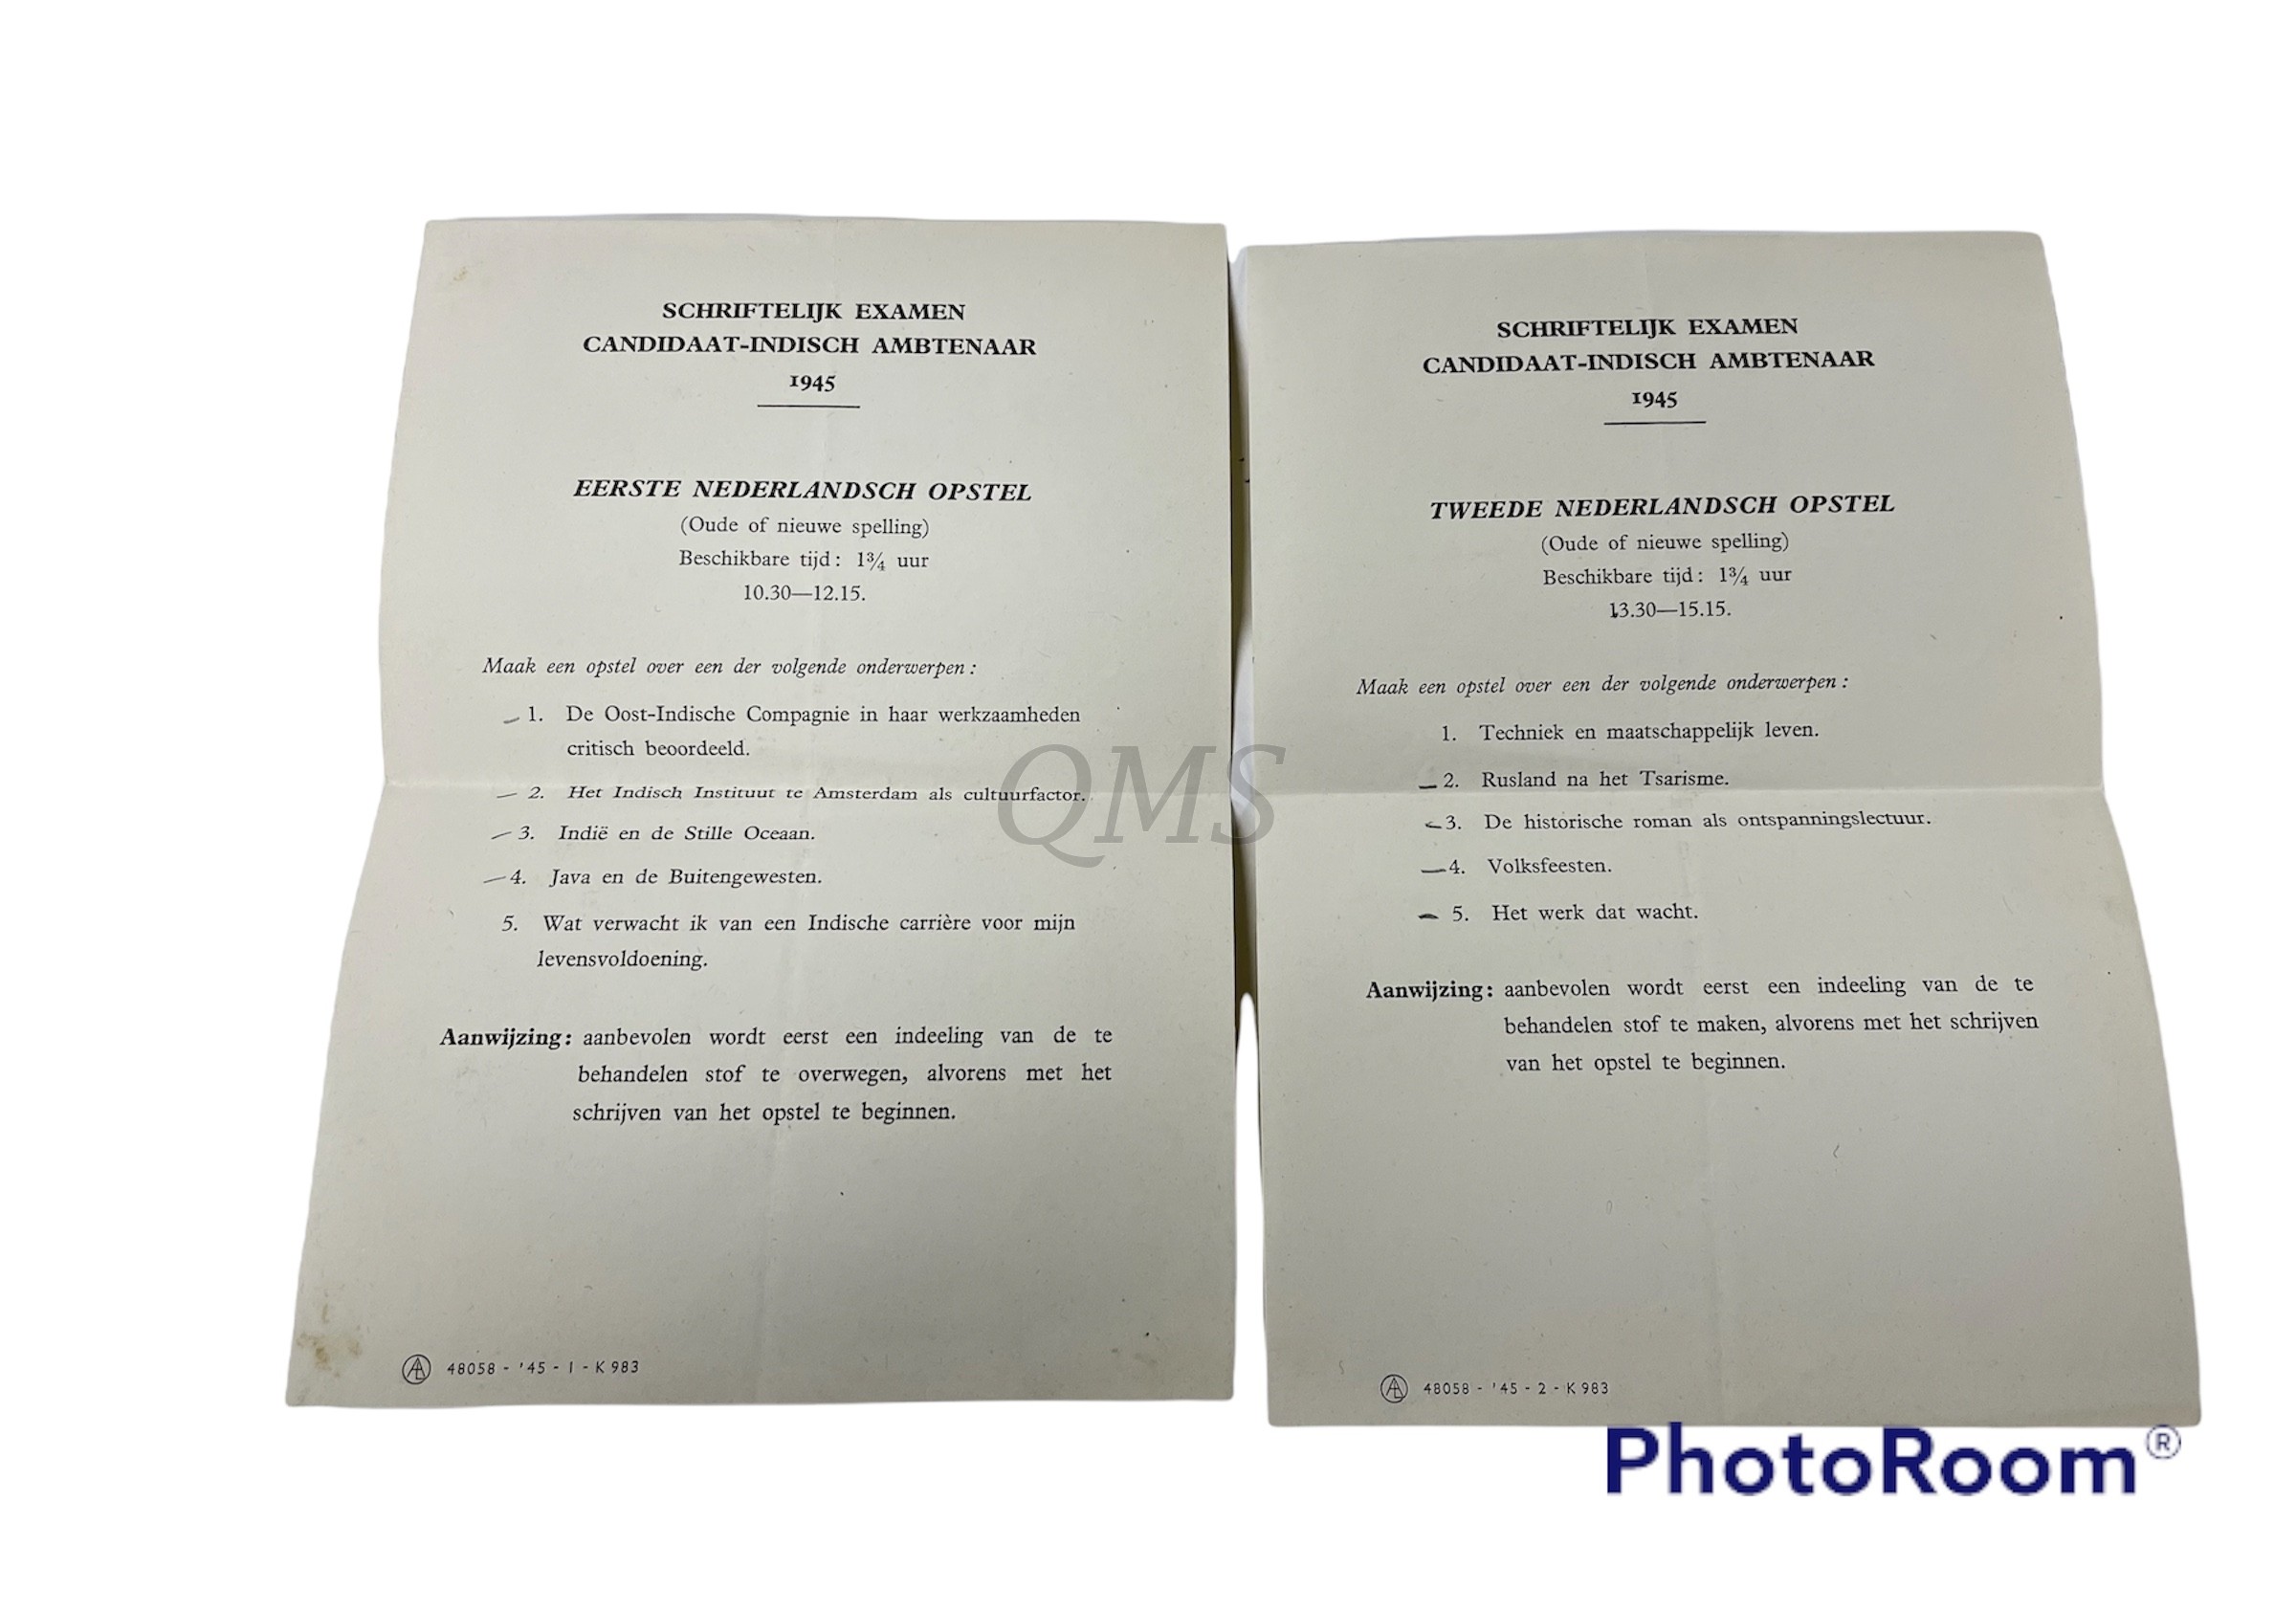 SCHRIFTELIJK EXAMEN
CANDIDAAT-INDISCH AMBTENAAR
1945
EERSTE NEDERLANDSCH OPSTEL
(Oude of nieuwe spelling)
Beschikbare tijd: 1¾ uur
10.30—12.15.
Maak een opstel over een der volgende onderwerpen:
1. De Oost-Indische Compagnie in haar werkzaamheden
critisch beoordeeld.
2. Het Indisch Instituut te Amsterdam als cultuurfactor.
3. Indië en de Stille Oceaan.
4. Java en de Buitengewesten.
5. Wat verwacht ik van een Indische carrière voor mijn
levensvoldoening.
Aanwijzing: aanbevolen wordt eerst een indeeling van de te
behandelen stof te overwegen, alvorens met het
schrijven van het opstel te beginnen.
AL 48058 - '45 - 1 - K 983
SCHRIFTELIJK EXAMEN
CANDIDAAT-INDISCH AMBTENAAR
1945
TWEEDE NEDERLANDSCH OPSTEL
(Oude of nieuwe spelling)
Beschikbare tijd: 1¾ uur
13.30—15.15.
Maak een opstel over een der volgende onderwerpen:
1. Techniek en maatschappelijk leven.
2. Rusland na het Tsarisme.
3. De historische roman als ontspanningslectuur.
4. Volksfeesten.
5. Het werk dat wacht.
Aanwijzing: aanbevolen wordt eerst een indeeling van de te
behandelen stof te maken, alvorens met het schrijven
van het opstel te beginnen.
AL 48058 - '45 - 2 - K 983
QMS
PhotoRoom®